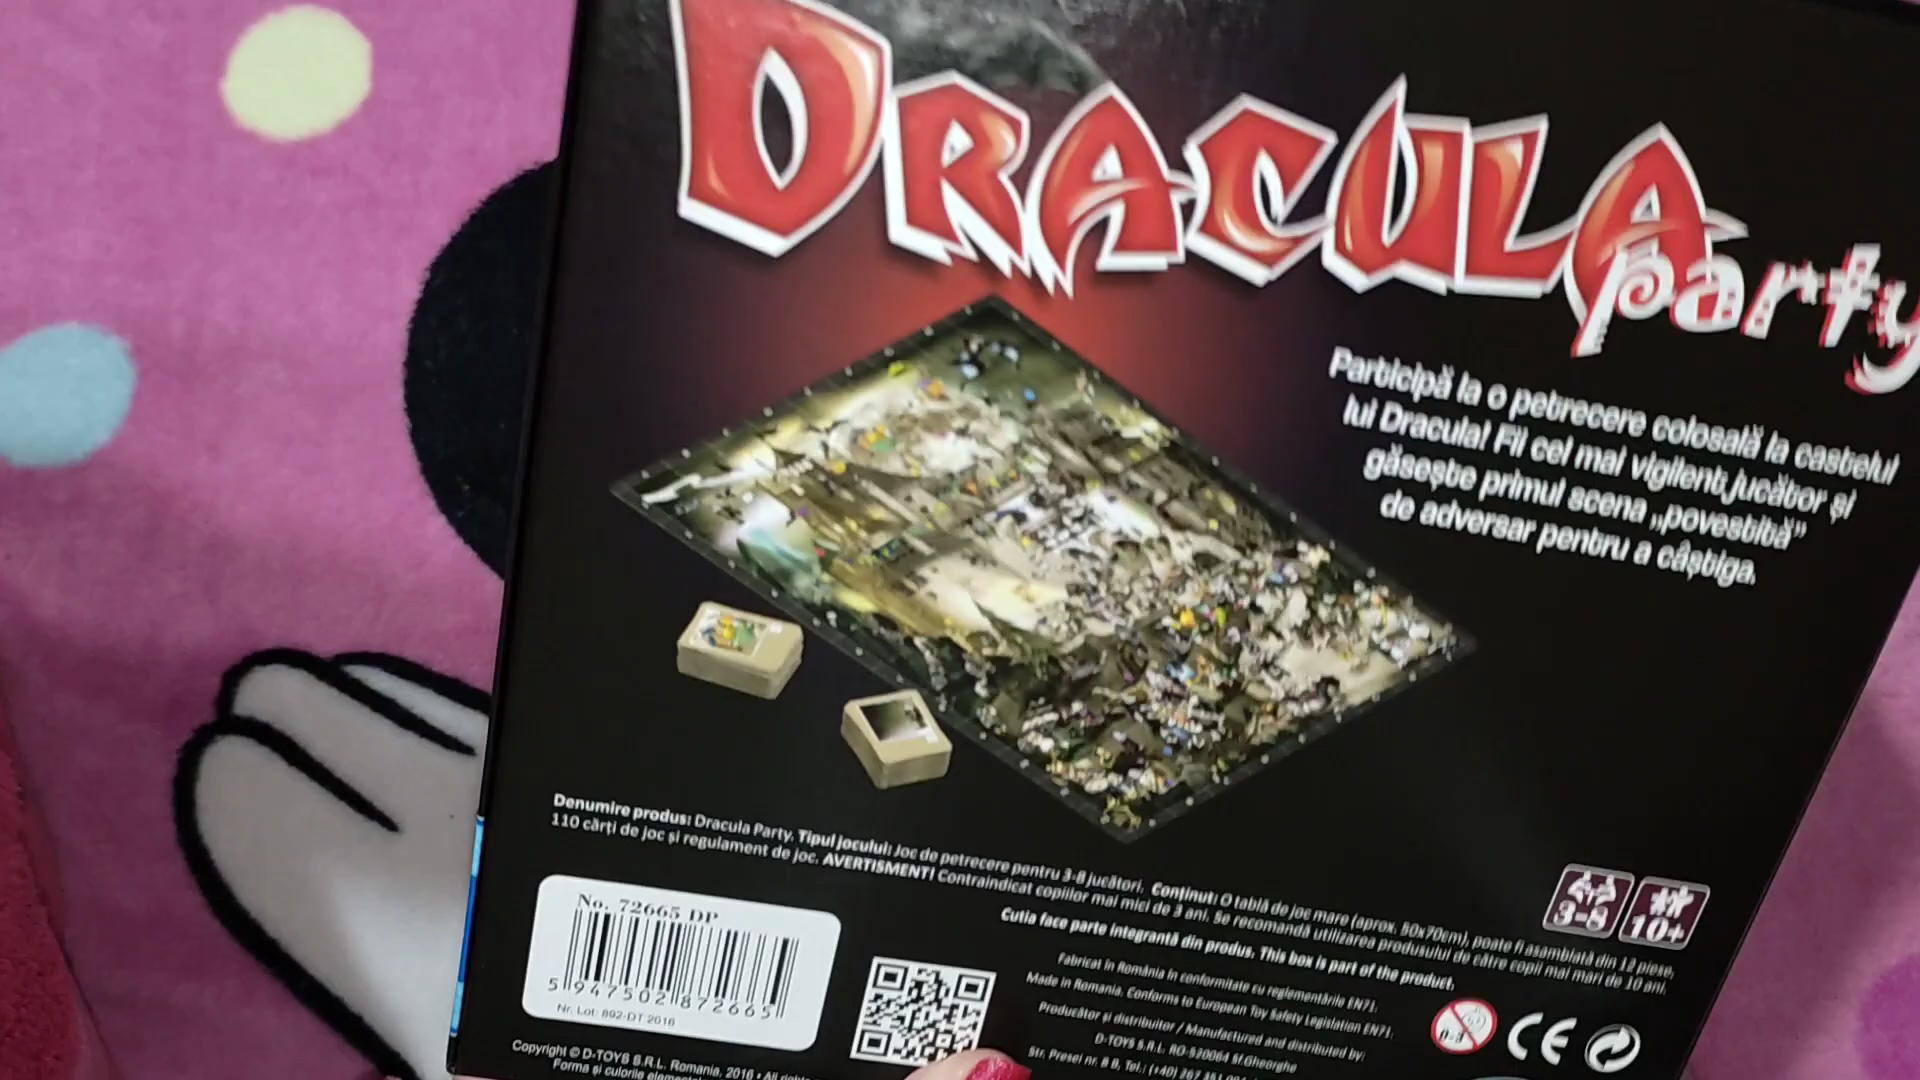 DRACULA
party
Participă la o petrecere colosală la castelul
lui Dracula! Fii cel mai vigilent jucător și
găsește primul scena „povestită”
de adversar pentru a câștiga.
Denumire produs: Dracula Party. Tipul jocului: Joc de petrecere pentru 3-8 jucători. Conținut: O tablă de joc mare (aprox. 50x70cm), poate fi asamblată din 12 piese,
110 cărți de joc și regulament de joc. AVERTISMENT! Contraindicat copiilor mai mici de 3 ani. Se recomandă utilizarea produsului de către copii mai mari de 10 ani.
Cutia face parte integrantă din produs. This box is part of the product.
3-8
10+
No. 72665 DP
5 947502 872665
Nr. Lot: 892-DT 2016
Fabricat în România în conformitate cu reglementările EN71.
Made in Romania. Conforms to European Toy Safety Legislation EN71.
Producător și distribuitor / Manufactured and distributed by:
D-TOYS S.R.L. RO-520064 Sf.Gheorghe
Str. Presei nr. 8 B, Tel.: (+40) 267 351
0-3
CE
Copyright © D-TOYS S.R.L. Romania, 2016 • All
Forma și culorile